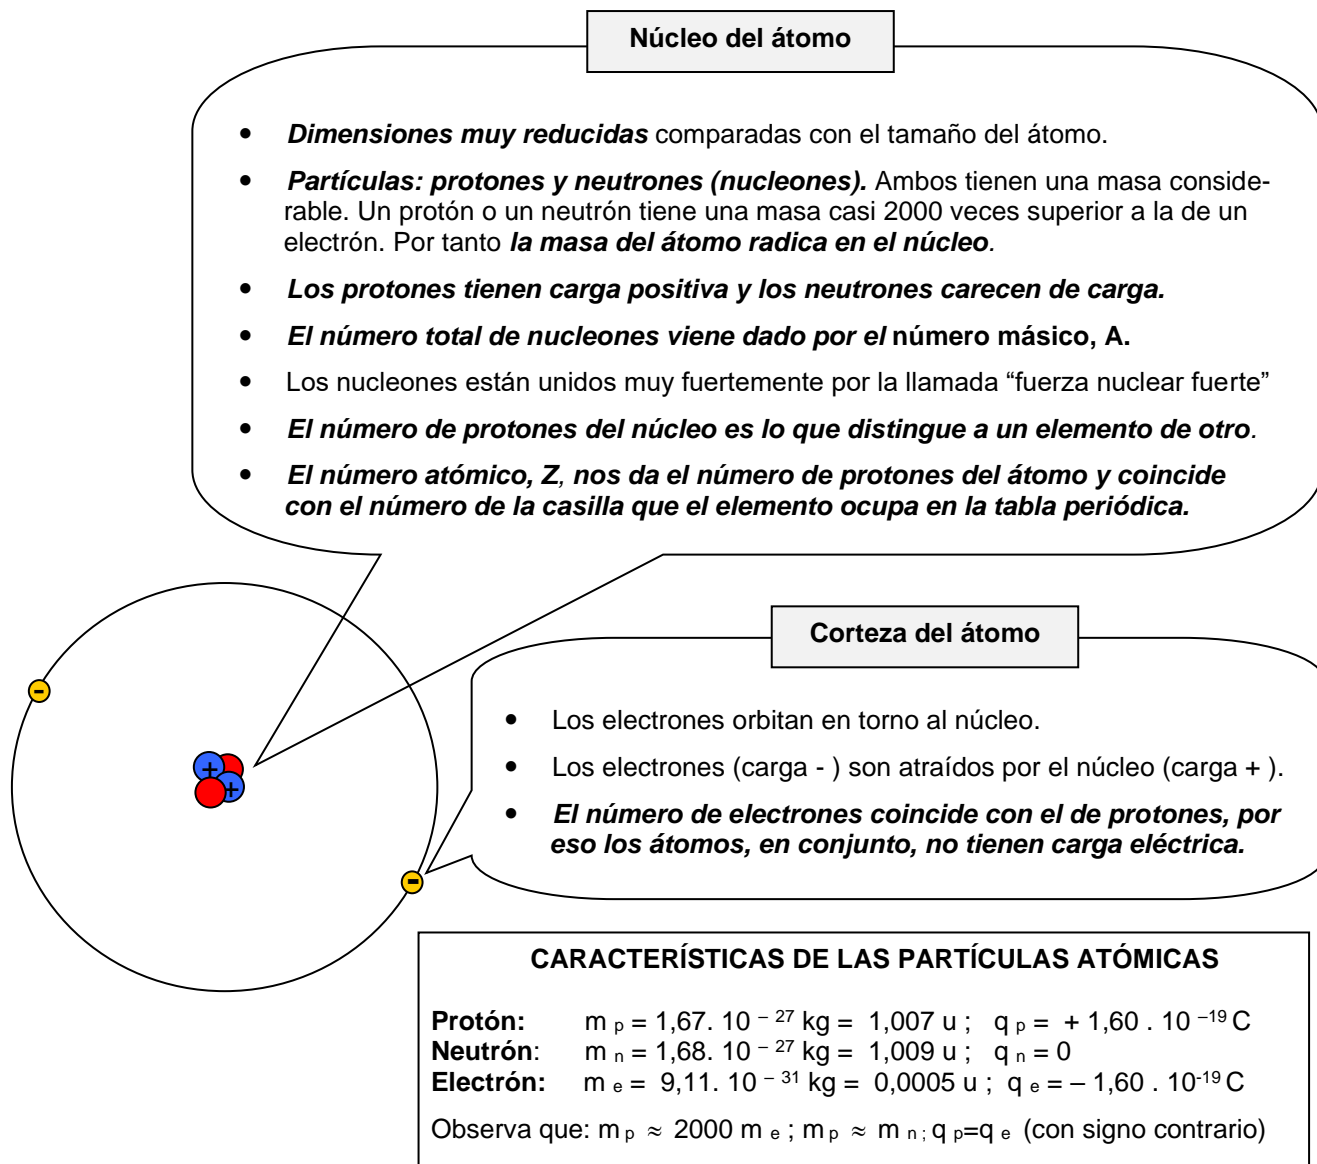 Núcleo del átomo
• Dimensiones muy reducidas comparadas con el tamaño del átomo.
• Partículas: protones y neutrones (nucleones). Ambos tienen una masa conside-
rable. Un protón o un neutrón tiene una masa casi 2000 veces superior a la de un
electrón. Por tanto la masa del átomo radica en el núcleo.
• Los protones tienen carga positiva y los neutrones carecen de carga.
• El número total de nucleones viene dado por el número másico, A.
• Los nucleones están unidos muy fuertemente por la llamada “fuerza nuclear fuerte”
• El número de protones del núcleo es lo que distingue a un elemento de otro.
• El número atómico, Z, nos da el número de protones del átomo y coincide
con el número de la casilla que el elemento ocupa en la tabla periódica.
Corteza del átomo
• Los electrones orbitan en torno al núcleo.
• Los electrones (carga - ) son atraídos por el núcleo (carga + ).
• El número de electrones coincide con el de protones, por
eso los átomos, en conjunto, no tienen carga eléctrica.
-
+
+
-
CARACTERÍSTICAS DE LAS PARTÍCULAS ATÓMICAS
Protón: m p = 1,67. 10 – 27 kg = 1,007 u ; q p = + 1,60 . 10 –19 C
Neutrón: m n = 1,68. 10 – 27 kg = 1,009 u ; q n = 0
Electrón: m e = 9,11. 10 – 31 kg = 0,0005 u ; q e = – 1,60 . 10-19 C
Observa que: m p ≈ 2000 m e ; m p ≈ m n ; q p=q e (con signo contrario)